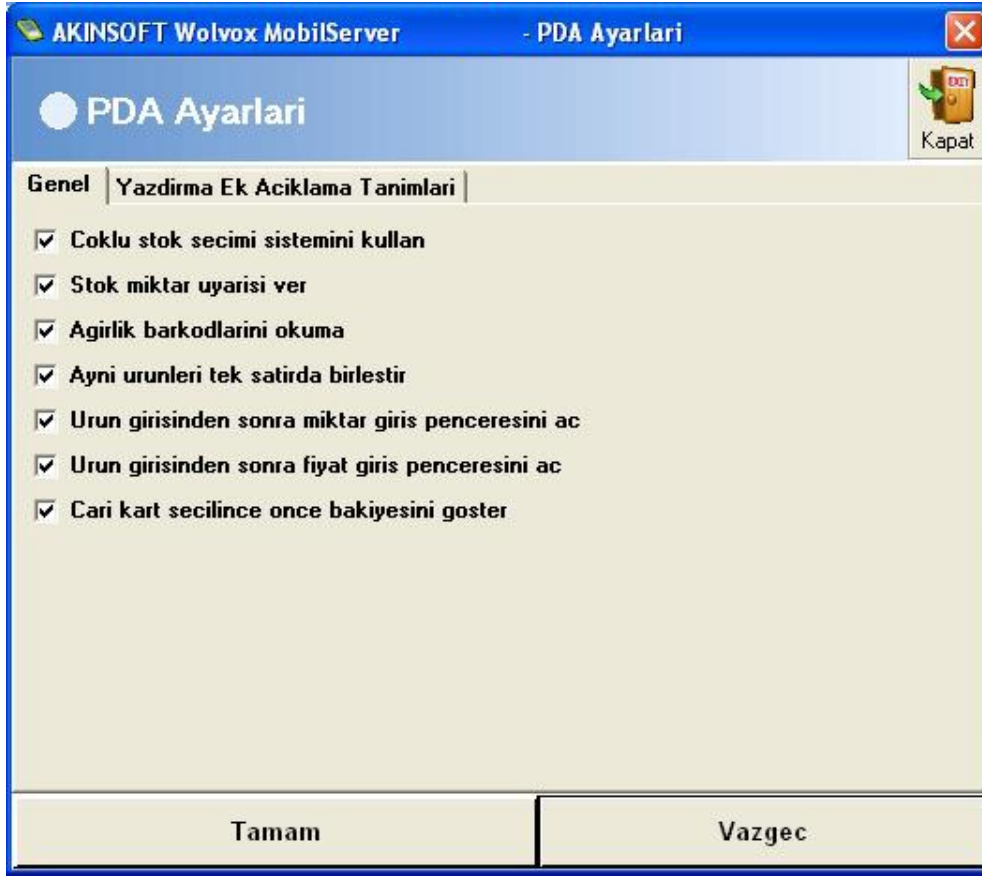 AKINSOFT Wolvox MobilServer - PDA Ayarlari
PDA Ayarlari
EXIT
Kapat
Genel
Yazdirma Ek Aciklama Tanimlari
Coklu stok secimi sistemini kullan
Stok miktar uyarisi ver
Agirlik barkodlarini okuma
Ayni urunleri tek satirda birlestir
Urun girisinden sonra miktar giris penceresini ac
Urun girisinden sonra fiyat giris penceresini ac
Cari kart secilince once bakiyesini goster
Tamam
Vazgec